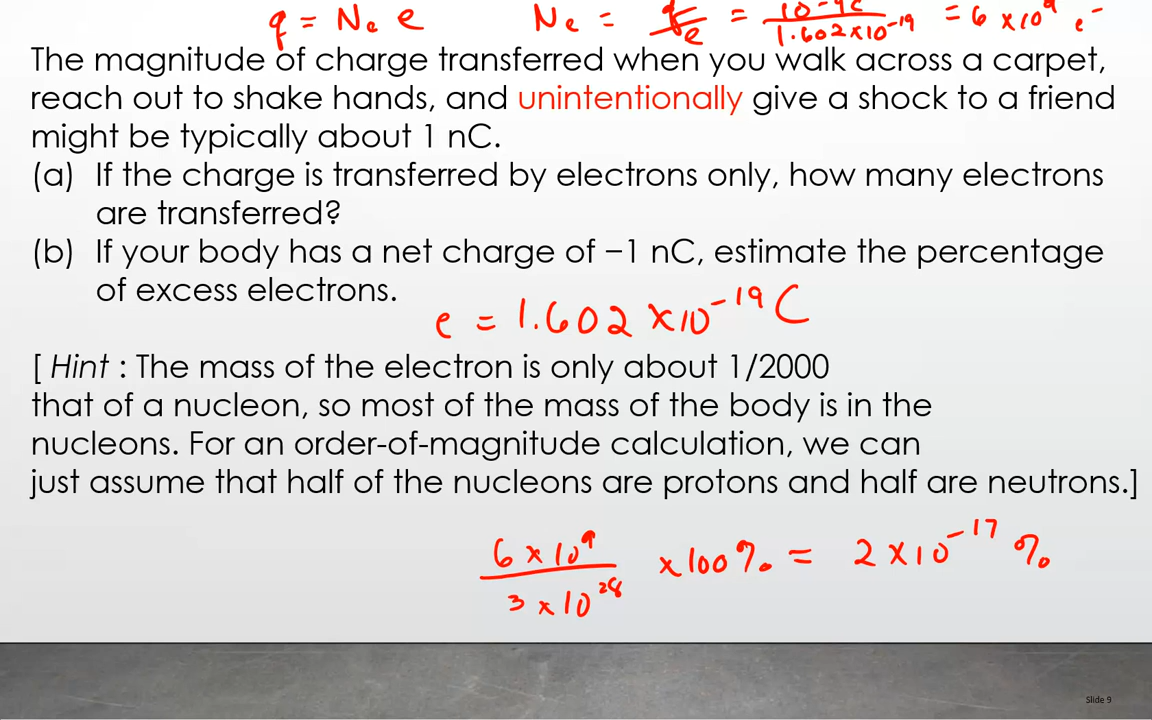 q = Ne e Ne = q/e = 10^-9C / 1.602×10^-19 = 6 ×10^9 e^-
The magnitude of charge transferred when you walk across a carpet,
reach out to shake hands, and unintentionally give a shock to a friend
might be typically about 1 nC.
(a) If the charge is transferred by electrons only, how many electrons
are transferred?
(b) If your body has a net charge of −1 nC, estimate the percentage
of excess electrons.
e = 1.602 ×10^-19 C
[ Hint : The mass of the electron is only about 1/2000
that of a nucleon, so most of the mass of the body is in the
nucleons. For an order-of-magnitude calculation, we can
just assume that half of the nucleons are protons and half are neutrons.]
6 × 10^9 / 3 × 10^28 ×100% = 2 ×10^-17 %
Slide 9